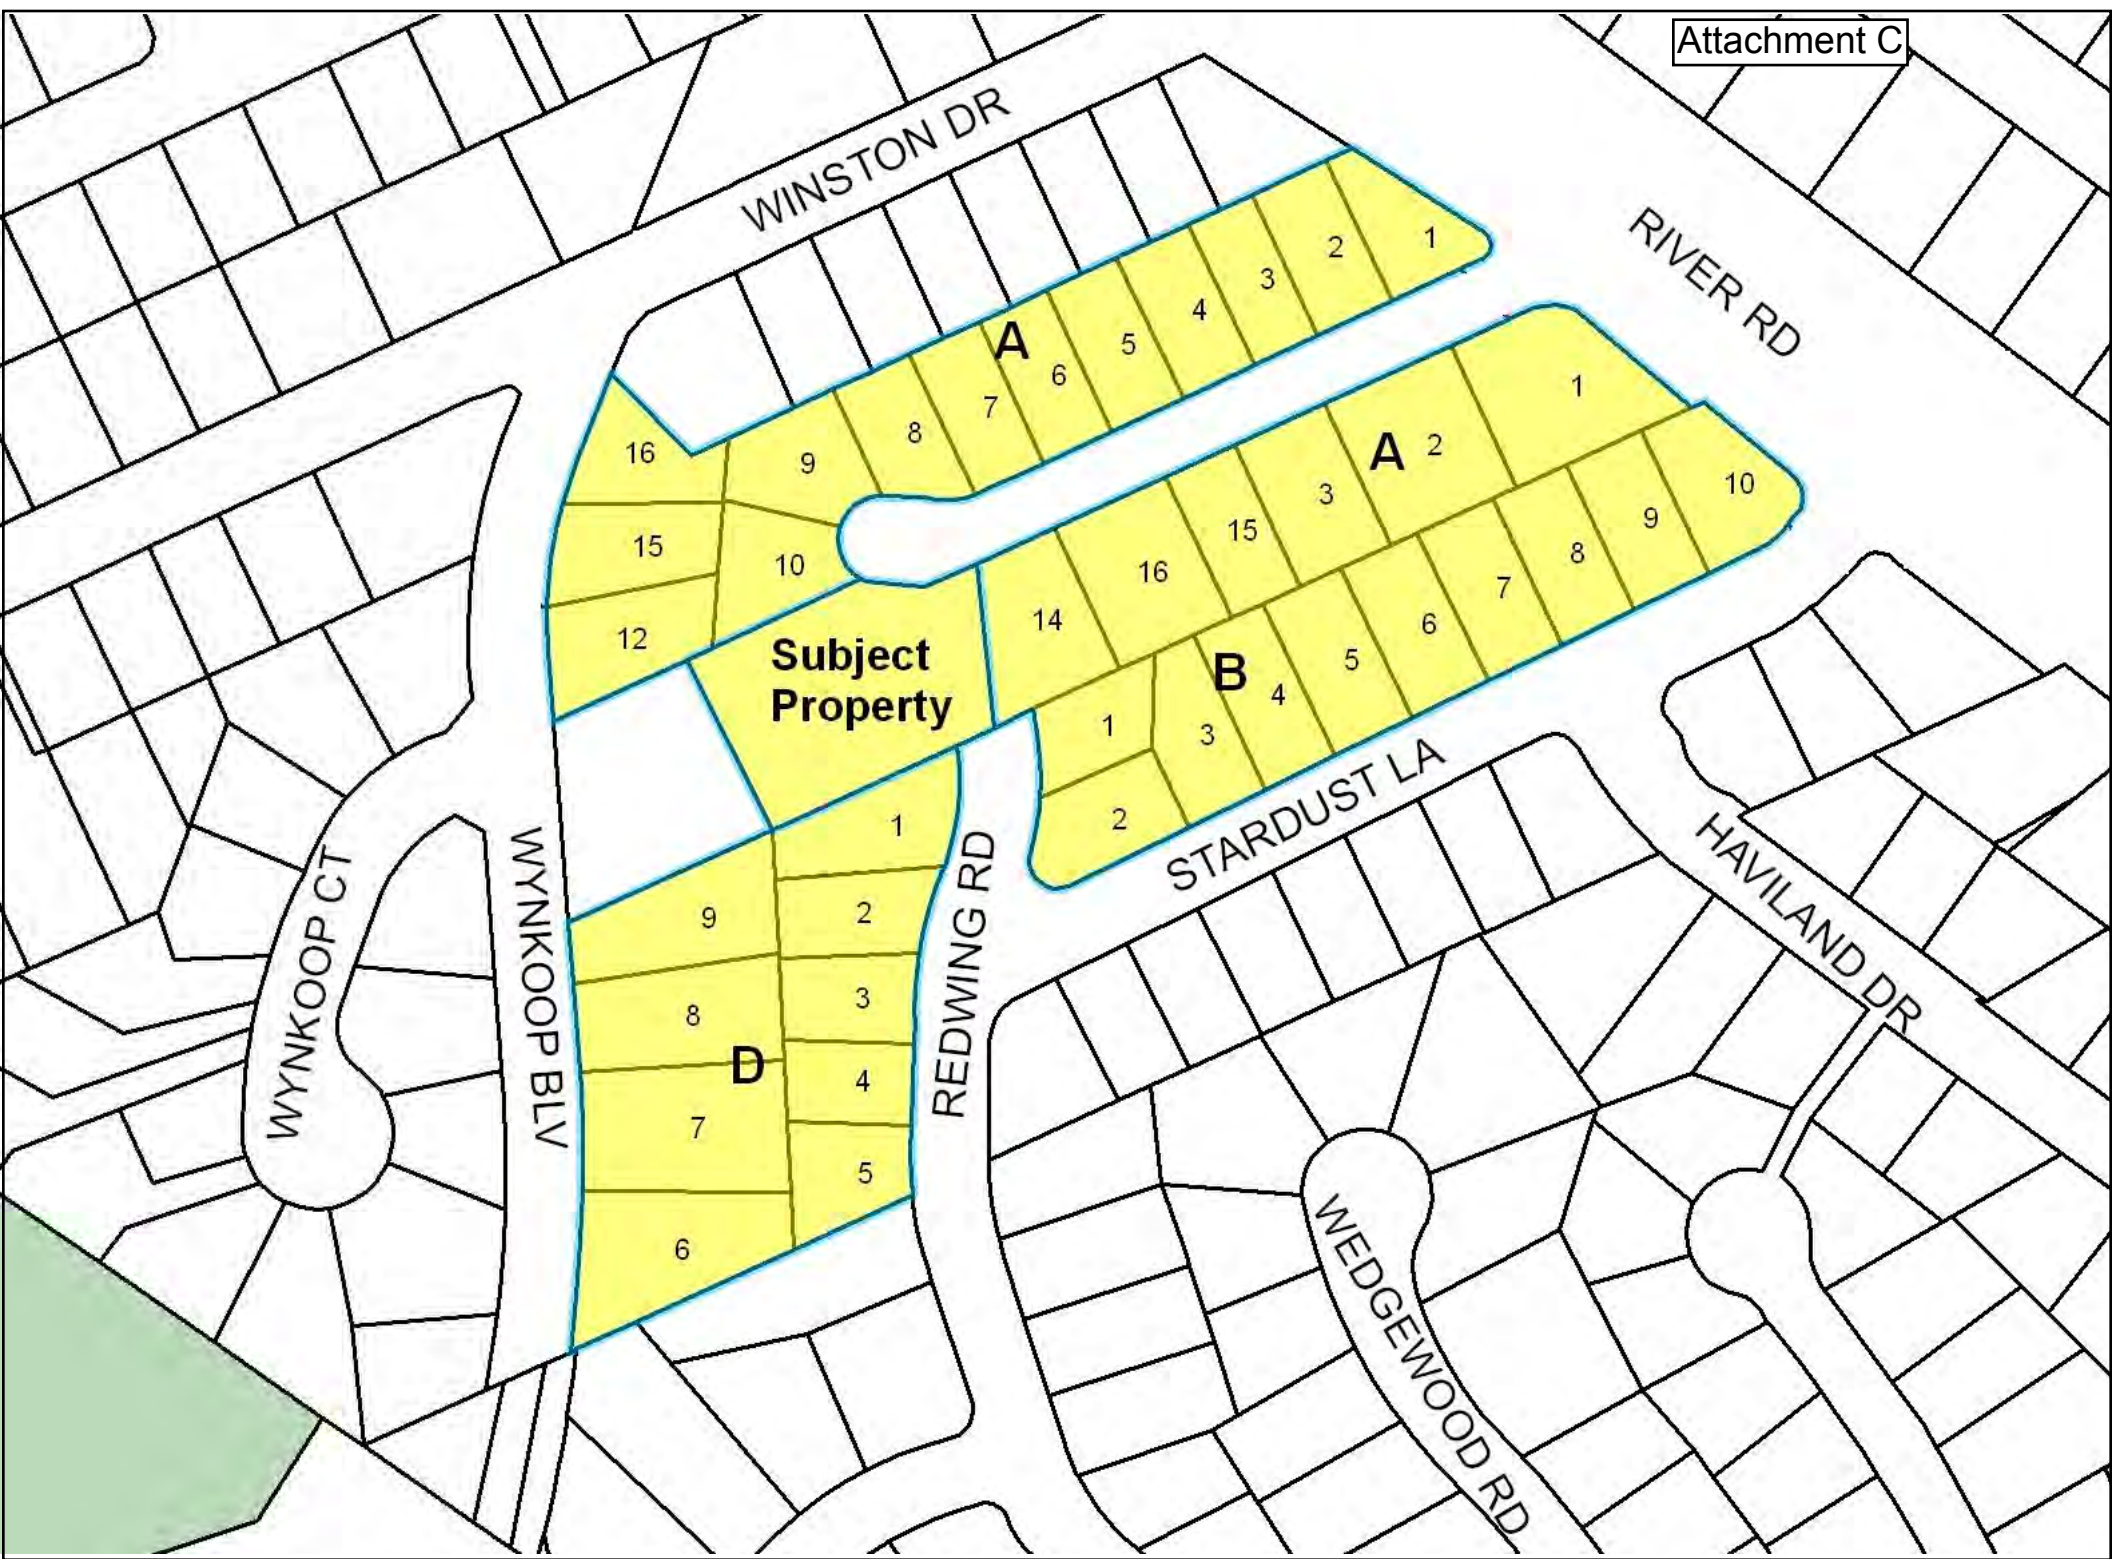 Attachment C
WINSTON DR
RIVER RD
1
2
3
4
5
A
6
7
8
9
16
15
10
12
1
A
2
3
15
16
14
10
9
8
7
6
5
B
4
3
1
2
Subject
Property
STARDUST LA
HAVILAND DR
WYNKOOP CT
WYNKOOP BLV
REDWING RD
1
2
3
4
5
9
8
D
7
6
WEDGEWOOD RD